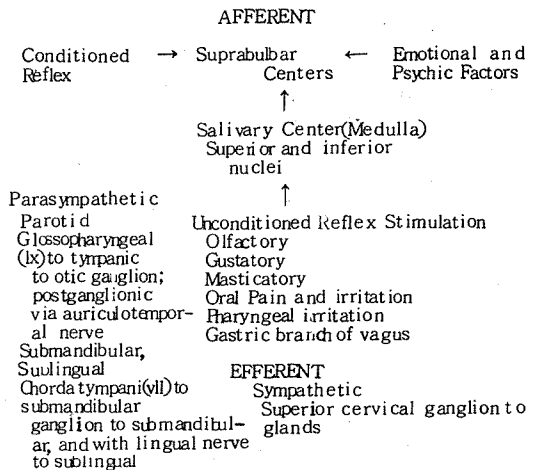 AFFERENT
Conditioned → Suprabulbar ← Emotional and
Reflex Centers Psychic Factors
↑
Salivary Center(Medulla)
Superior and inferior
nuclei
↑
Unconditioned Reflex Stimulation
Olfactory
Gustatory
Masticatory
Oral Pain and irritation
Pharyngeal irritation
Gastric branch of vagus
Parasympathetic
Parotid
Glossopharyngeal
(lx)to tympanic
to otic ganglion;
postganglionic
via auriculotempor-
al nerve
Submandibular,
Suulingual
Chorda tympani(vll)to
submandibular
ganglion to submandibul-
ar, and with lingual nerve
to sublingual
EFFERENT
Sympathetic
Superior cervical ganglion to
glands